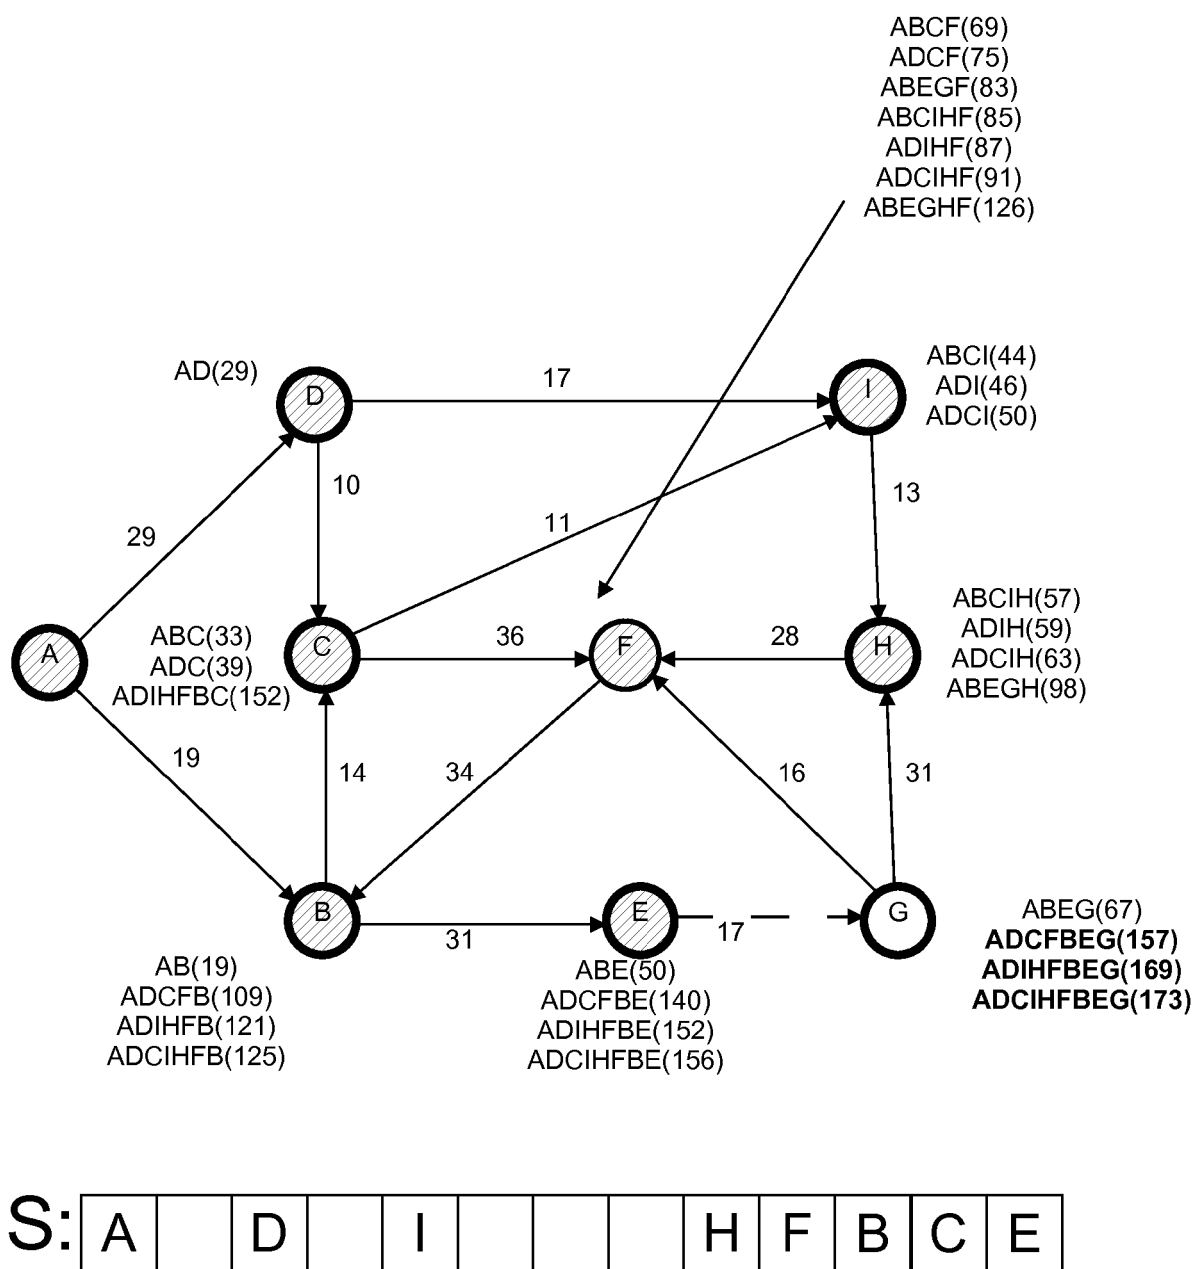 ABCF(69)
ADCF(75)
ABEGF(83)
ABCIHF(85)
ADIHF(87)
ADCIHF(91)
ABEGHF(126)
AD(29)
D
17
I
ABCI(44)
ADI(46)
ADCI(50)
10
13
29
11
A
ABC(33)
ADC(39)
ADIHFBC(152)
C
36
F
28
H
ABCIH(57)
ADIH(59)
ADCIH(63)
ABEGH(98)
19
14
34
16
31
B
31
E
17
G
ABEG(67)
ADCFBEG(157)
ADIHFBEG(169)
ADCIHFBEG(173)
AB(19)
ADCFB(109)
ADIHFB(121)
ADCIHFB(125)
ABE(50)
ADCFBE(140)
ADIHFBE(152)
ADCIHFBE(156)
S: A D I H F B C E